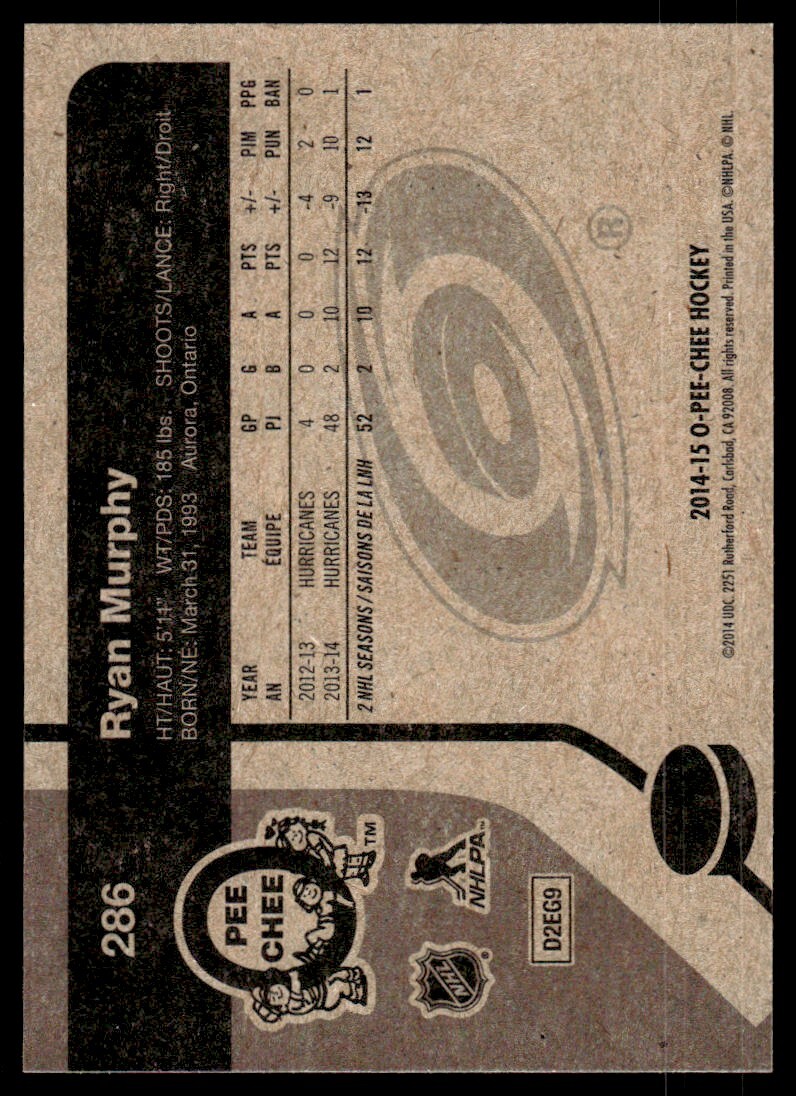 286
Ryan Murphy
HT/HAUT: 5'11" WT/PDS: 185 lbs. SHOOTS/LANCE: Right/Droit
BORN/NE: March 31, 1993 Aurora, Ontario
YEAR TEAM GP G A PTS +/- PIM PPG
AN ÉQUIPE PJ B A PTS +/- PUN BAN
2012-13 HURRICANES 4 0 0 0 -4 2 0
2013-14 HURRICANES 48 2 10 12 -9 10 1
2 NHL SEASONS / SAISONS DE LA LNH 52 2 10 12 -13 12 1
PEE
CHEE
TM
NHL
®
NHLPA™
D2EG9
®
2014-15 O-PEE-CHEE HOCKEY
©2014 UDC. 2251 Rutherford Road, Carlsbad, CA 92008. All rights reserved. Printed in the USA. ©NHLPA. © NHL.